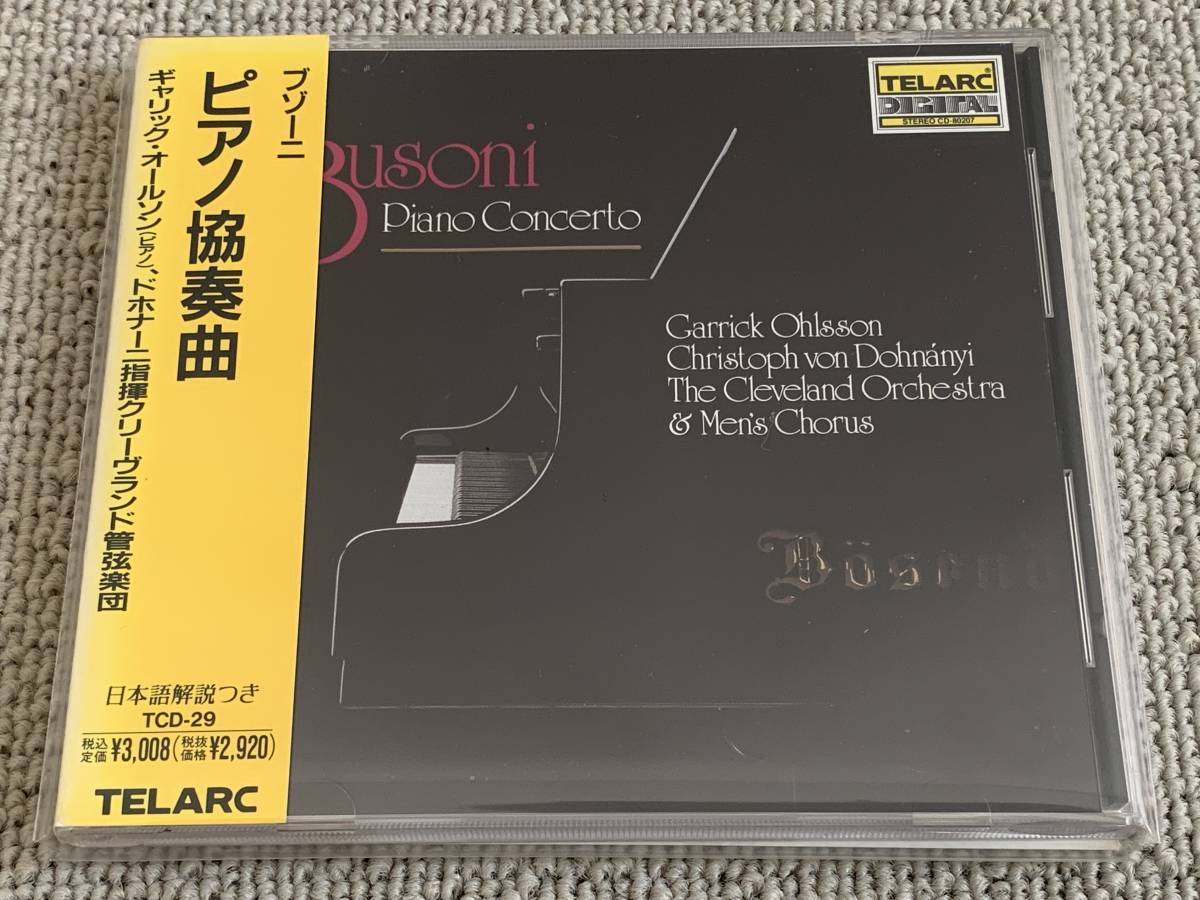 ブゾーニ
ピアノ協奏曲
ギャリック・オールソン(ピアノ)、ドホナーニ指揮クリーヴランド管弦楽団
日本語解説つき
TCD-29
税込定価¥3,008(税抜価格¥2,920)
TELARC
TELARC®
DIGITAL
STEREO CD-80207
Busoni
Piano Concerto
Garrick Ohlsson
Christoph von Dohnányi
The Cleveland Orchestra
& Men's Chorus
Bösend